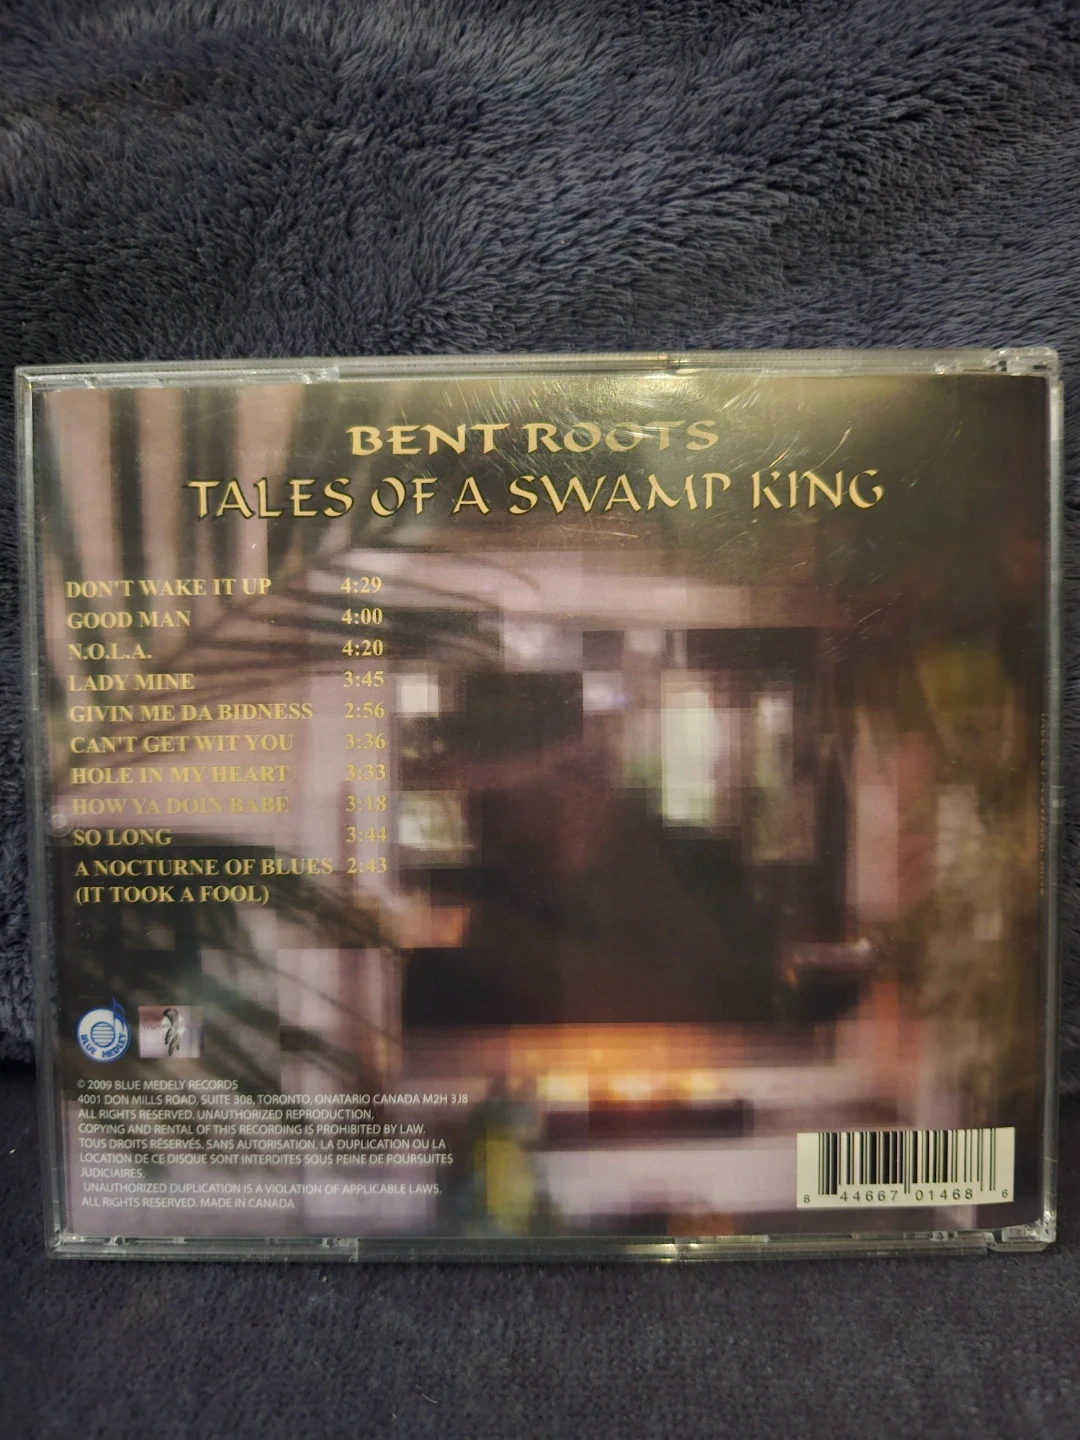 BENT ROOTS
TALES OF A SWAMP KING
DON'T WAKE IT UP 4:29
GOOD MAN 4:00
N.O.L.A. 4:20
LADY MINE 3:45
GIVIN ME DA BIDNESS 2:56
CAN'T GET WIT YOU 3:36
HOLE IN MY HEART 3:33
HOW YA DOIN BABE 3:18
SO LONG 3:44
A NOCTURNE OF BLUES 2:43
(IT TOOK A FOOL)
BLUE MEDLEY
© 2009 BLUE MEDELY RECORDS
4001 DON MILLS ROAD, SUITE 308, TORONTO, ONATARIO CANADA M2H 3J8
ALL RIGHTS RESERVED. UNAUTHORIZED REPRODUCTION,
COPYING AND RENTAL OF THIS RECORDING IS PROHIBITED BY LAW.
TOUS DROITS RÉSERVÉS. SANS AUTORISATION, LA DUPLICATION OU LA
LOCATION DE CE DISQUE SONT INTERDITES SOUS PEINE DE POURSUITES
JUDICIAIRES.
UNAUTHORIZED DUPLICATION IS A VIOLATION OF APPLICABLE LAWS.
ALL RIGHTS RESERVED. MADE IN CANADA
8 44667 01468 6